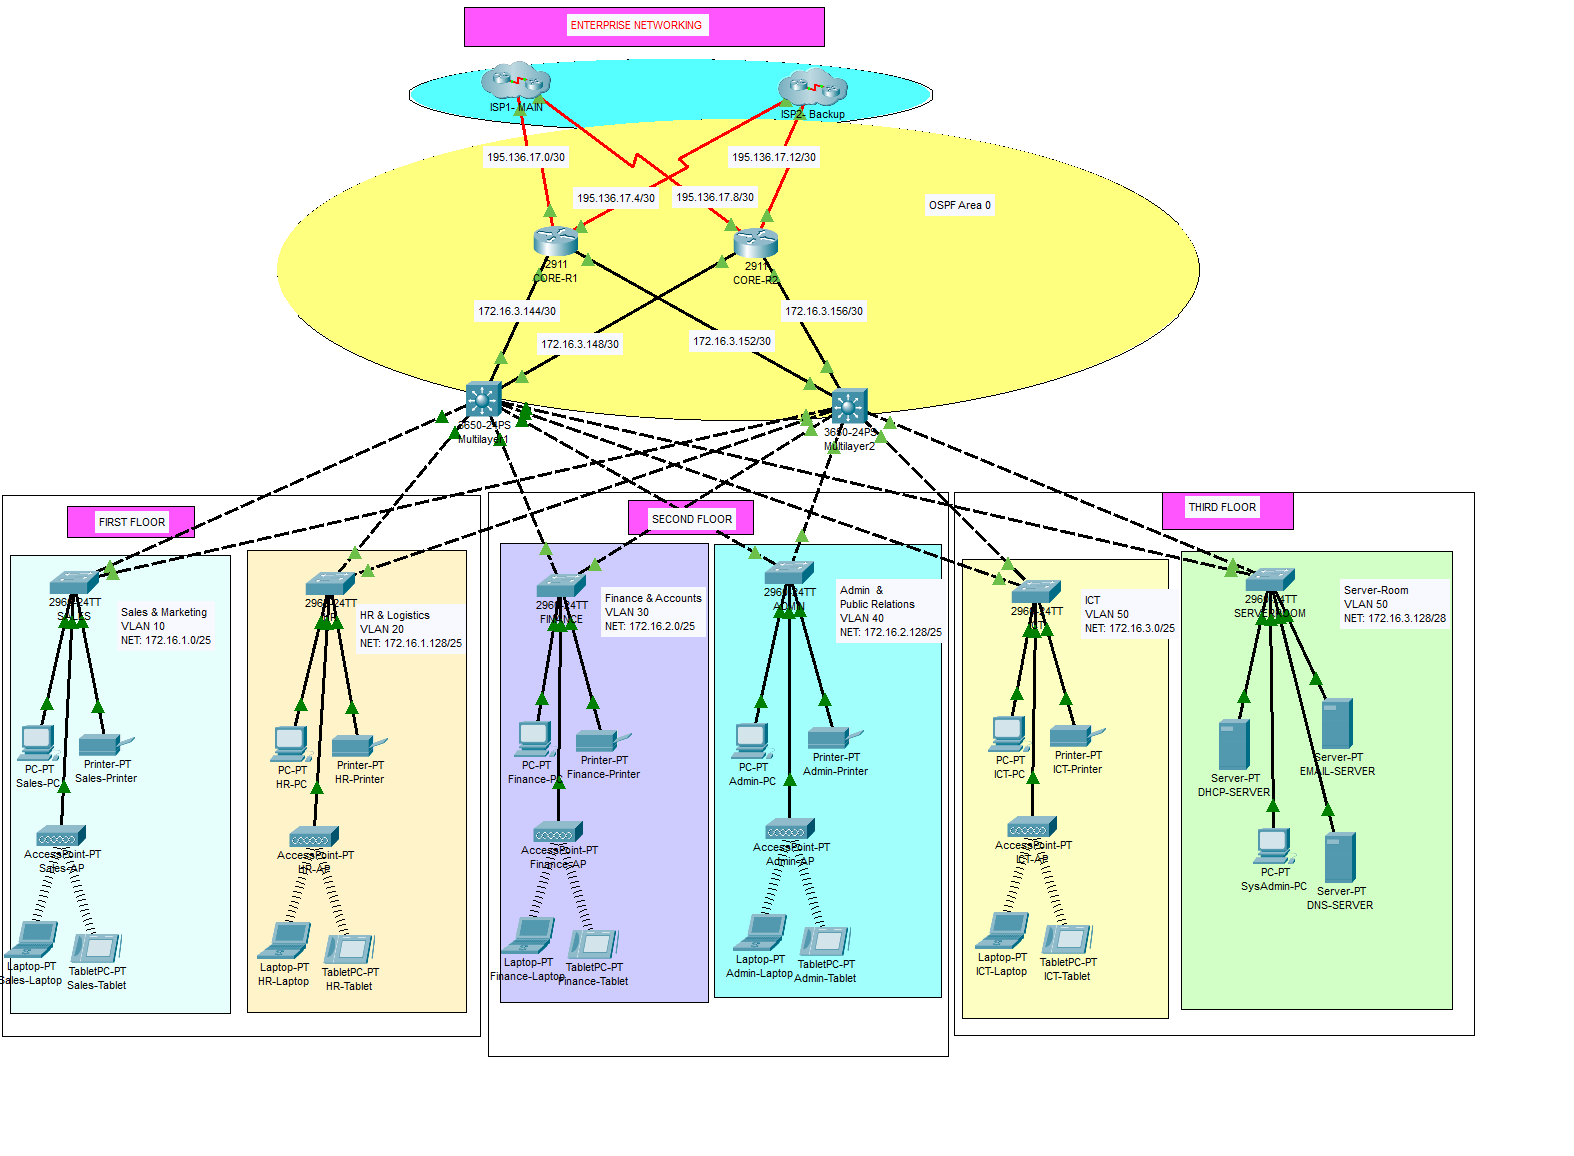 ENTERPRISE NETWORKING
ISP1- MAIN
ISP2- Backup
195.136.17.0/30
195.136.17.12/30
195.136.17.4/30
195.136.17.8/30
OSPF Area 0
2911
CORE-R1
2911
CORE-R2
172.16.3.144/30
172.16.3.156/30
172.16.3.148/30
172.16.3.152/30
3650-24PS
Multilayer1
3650-24PS
Multilayer2
FIRST FLOOR
SECOND FLOOR
THIRD FLOOR
2960-24TT
SALES
Sales & Marketing
VLAN 10
NET: 172.16.1.0/25
2960-24TT
HR
HR & Logistics
VLAN 20
NET: 172.16.1.128/25
2960-24TT
FINANCE
Finance & Accounts
VLAN 30
NET: 172.16.2.0/25
2960-24TT
ADMIN
Admin &
Public Relations
VLAN 40
NET: 172.16.2.128/25
2960-24TT
ICT
ICT
VLAN 50
NET: 172.16.3.0/25
2960-24TT
SERVERROOM
Server-Room
VLAN 50
NET: 172.16.3.128/28
PC-PT
Sales-PC
Printer-PT
Sales-Printer
PC-PT
HR-PC
Printer-PT
HR-Printer
PC-PT
Finance-PC
Printer-PT
Finance-Printer
PC-PT
Admin-PC
Printer-PT
Admin-Printer
PC-PT
ICT-PC
Printer-PT
ICT-Printer
Server-PT
DHCP-SERVER
Server-PT
EMAIL-SERVER
AccessPoint-PT
Sales-AP
AccessPoint-PT
HR-AP
AccessPoint-PT
Finance-AP
AccessPoint-PT
Admin-AP
AccessPoint-PT
ICT-AP
PC-PT
SysAdmin-PC
Server-PT
DNS-SERVER
Laptop-PT
Sales-Laptop
TabletPC-PT
Sales-Tablet
Laptop-PT
HR-Laptop
TabletPC-PT
HR-Tablet
Laptop-PT
Finance-Laptop
TabletPC-PT
Finance-Tablet
Laptop-PT
Admin-Laptop
TabletPC-PT
Admin-Tablet
Laptop-PT
ICT-Laptop
TabletPC-PT
ICT-Tablet